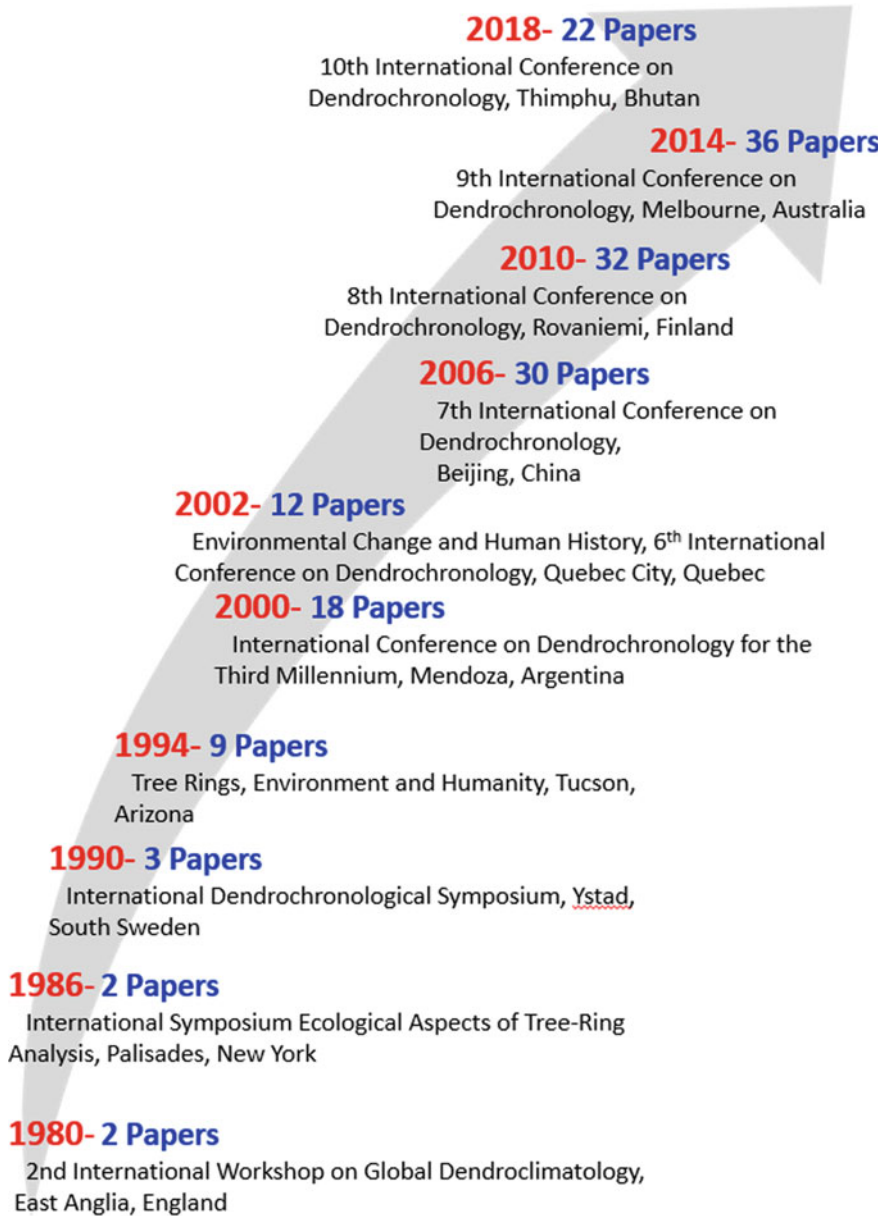 2018- 22 Papers
10th International Conference on
Dendrochronology, Thimphu, Bhutan
2014- 36 Papers
9th International Conference on
Dendrochronology, Melbourne, Australia
2010- 32 Papers
8th International Conference on
Dendrochronology, Rovaniemi, Finland
2006- 30 Papers
7th International Conference on
Dendrochronology,
Beijing, China
2002- 12 Papers
Environmental Change and Human History, 6th International
Conference on Dendrochronology, Quebec City, Quebec
2000- 18 Papers
International Conference on Dendrochronology for the
Third Millennium, Mendoza, Argentina
1994- 9 Papers
Tree Rings, Environment and Humanity, Tucson,
Arizona
1990- 3 Papers
International Dendrochronological Symposium, Ystad,
South Sweden
1986- 2 Papers
International Symposium Ecological Aspects of Tree-Ring
Analysis, Palisades, New York
1980- 2 Papers
2nd International Workshop on Global Dendroclimatology,
East Anglia, England